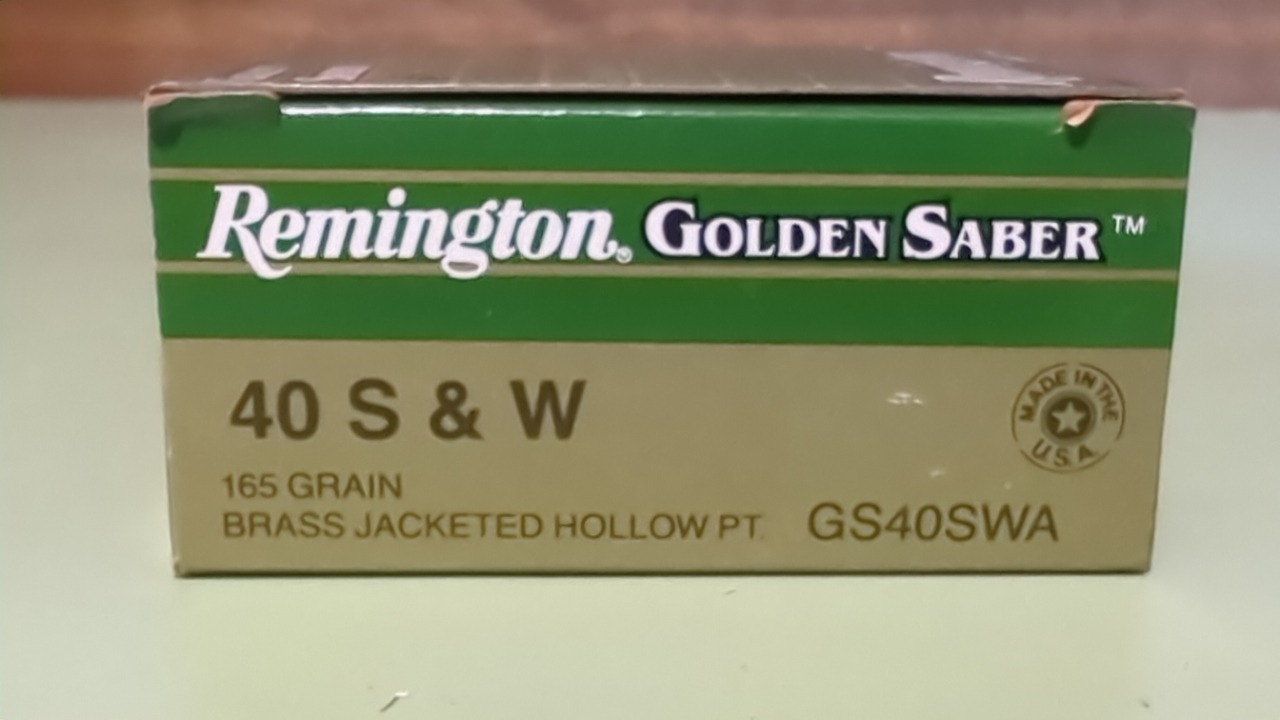 Remington® GOLDEN SABER™
40 S & W
MADE IN THE U.S.A.
165 GRAIN
BRASS JACKETED HOLLOW PT. GS40SWA